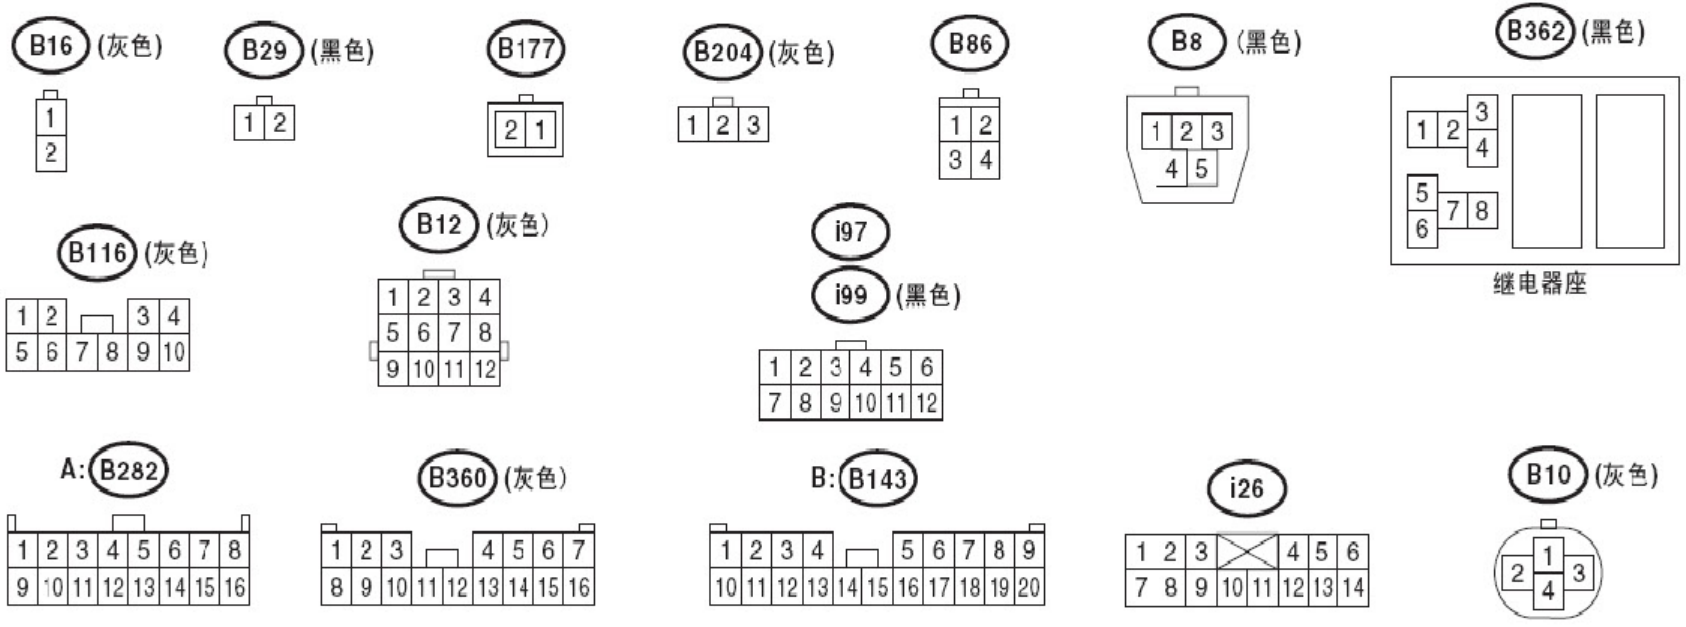 B16 (灰色)
1
2
B29 (黑色)
1 2
B177
2 1
B204 (灰色)
1 2 3
B86
1 2
3 4
B8 (黑色)
1 2 3
4 5
B362 (黑色)
3
1 2
4
5
7 8
6
继电器座
B116 (灰色)
1 2 3 4
5 6 7 8 9 10
B12 (灰色)
1 2 3 4
5 6 7 8
9 10 11 12
i97
i99 (黑色)
1 2 3 4 5 6
7 8 9 10 11 12
A: B282
1 2 3 4 5 6 7 8
9 10 11 12 13 14 15 16
B360 (灰色)
1 2 3 4 5 6 7
8 9 10 11 12 13 14 15 16
B: B143
1 2 3 4 5 6 7 8 9
10 11 12 13 14 15 16 17 18 19 20
i26
1 2 3 4 5 6
7 8 9 10 11 12 13 14
B10 (灰色)
1
2 3
4